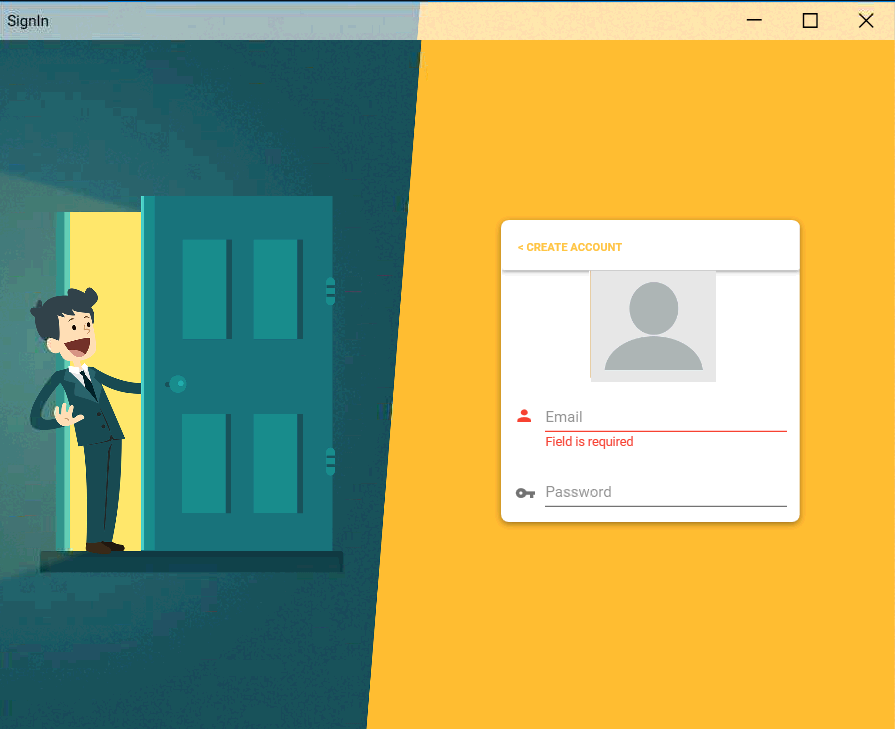 SignIn
< CREATE ACCOUNT
Email
Field is required
Password